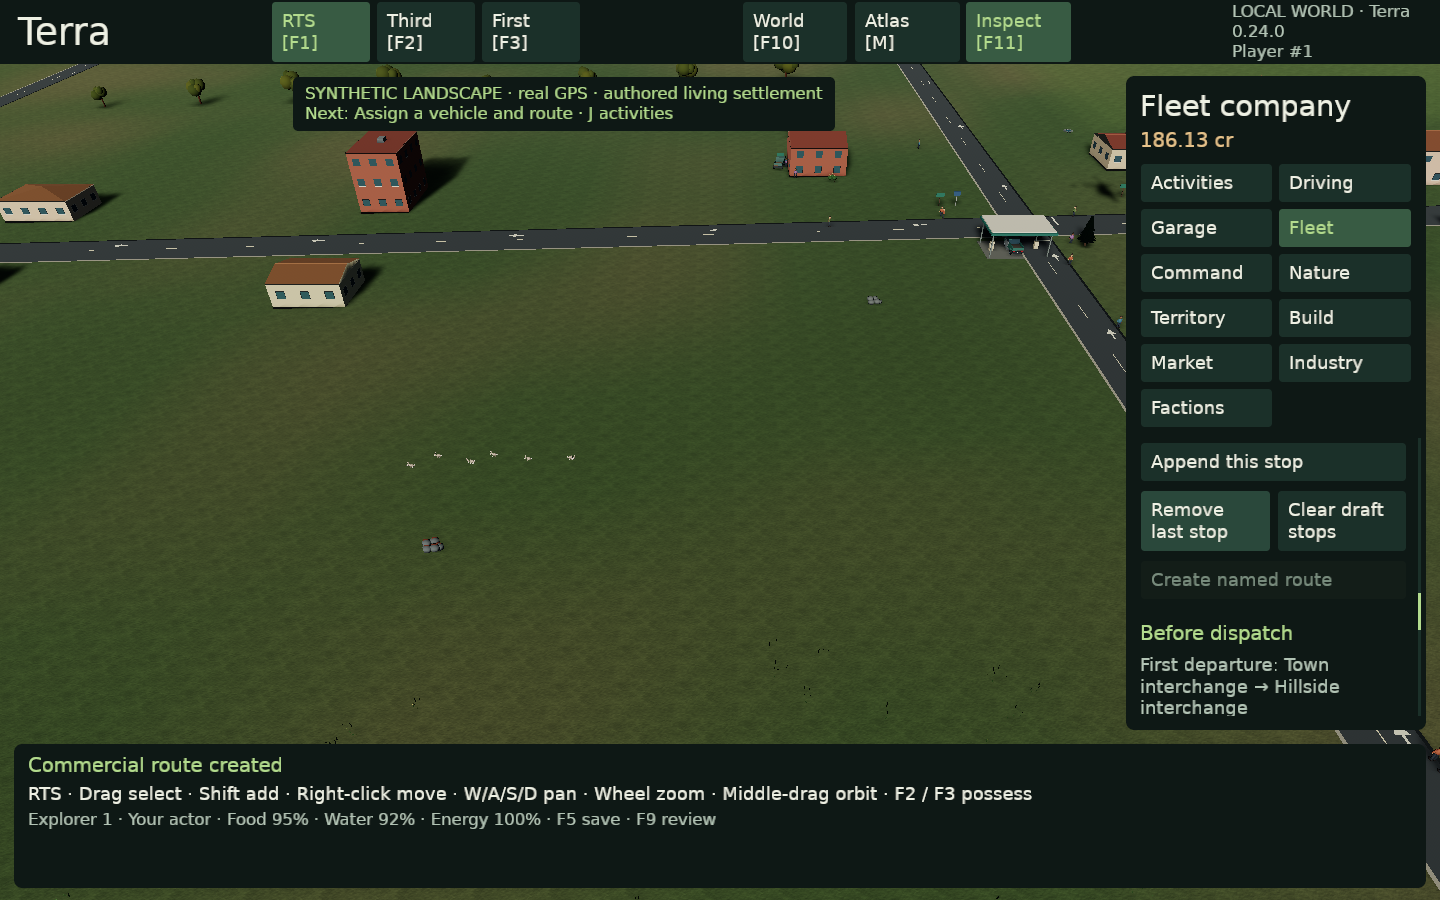 Terra
RTS
[F1]
Third
[F2]
First
[F3]
World
[F10]
Atlas
[M]
Inspect
[F11]
LOCAL WORLD · Terra
0.24.0
Player #1
SYNTHETIC LANDSCAPE · real GPS · authored living settlement
Next: Assign a vehicle and route · J activities
Fleet company
186.13 cr
Activities
Driving
Garage
Fleet
Command
Nature
Territory
Build
Market
Industry
Factions
Append this stop
Remove
last stop
Clear draft
stops
Create named route
Before dispatch
First departure: Town
interchange → Hillside
interchange
Commercial route created
RTS · Drag select · Shift add · Right-click move · W/A/S/D pan · Wheel zoom · Middle-drag orbit · F2 / F3 possess
Explorer 1 · Your actor · Food 95% · Water 92% · Energy 100% · F5 save · F9 review